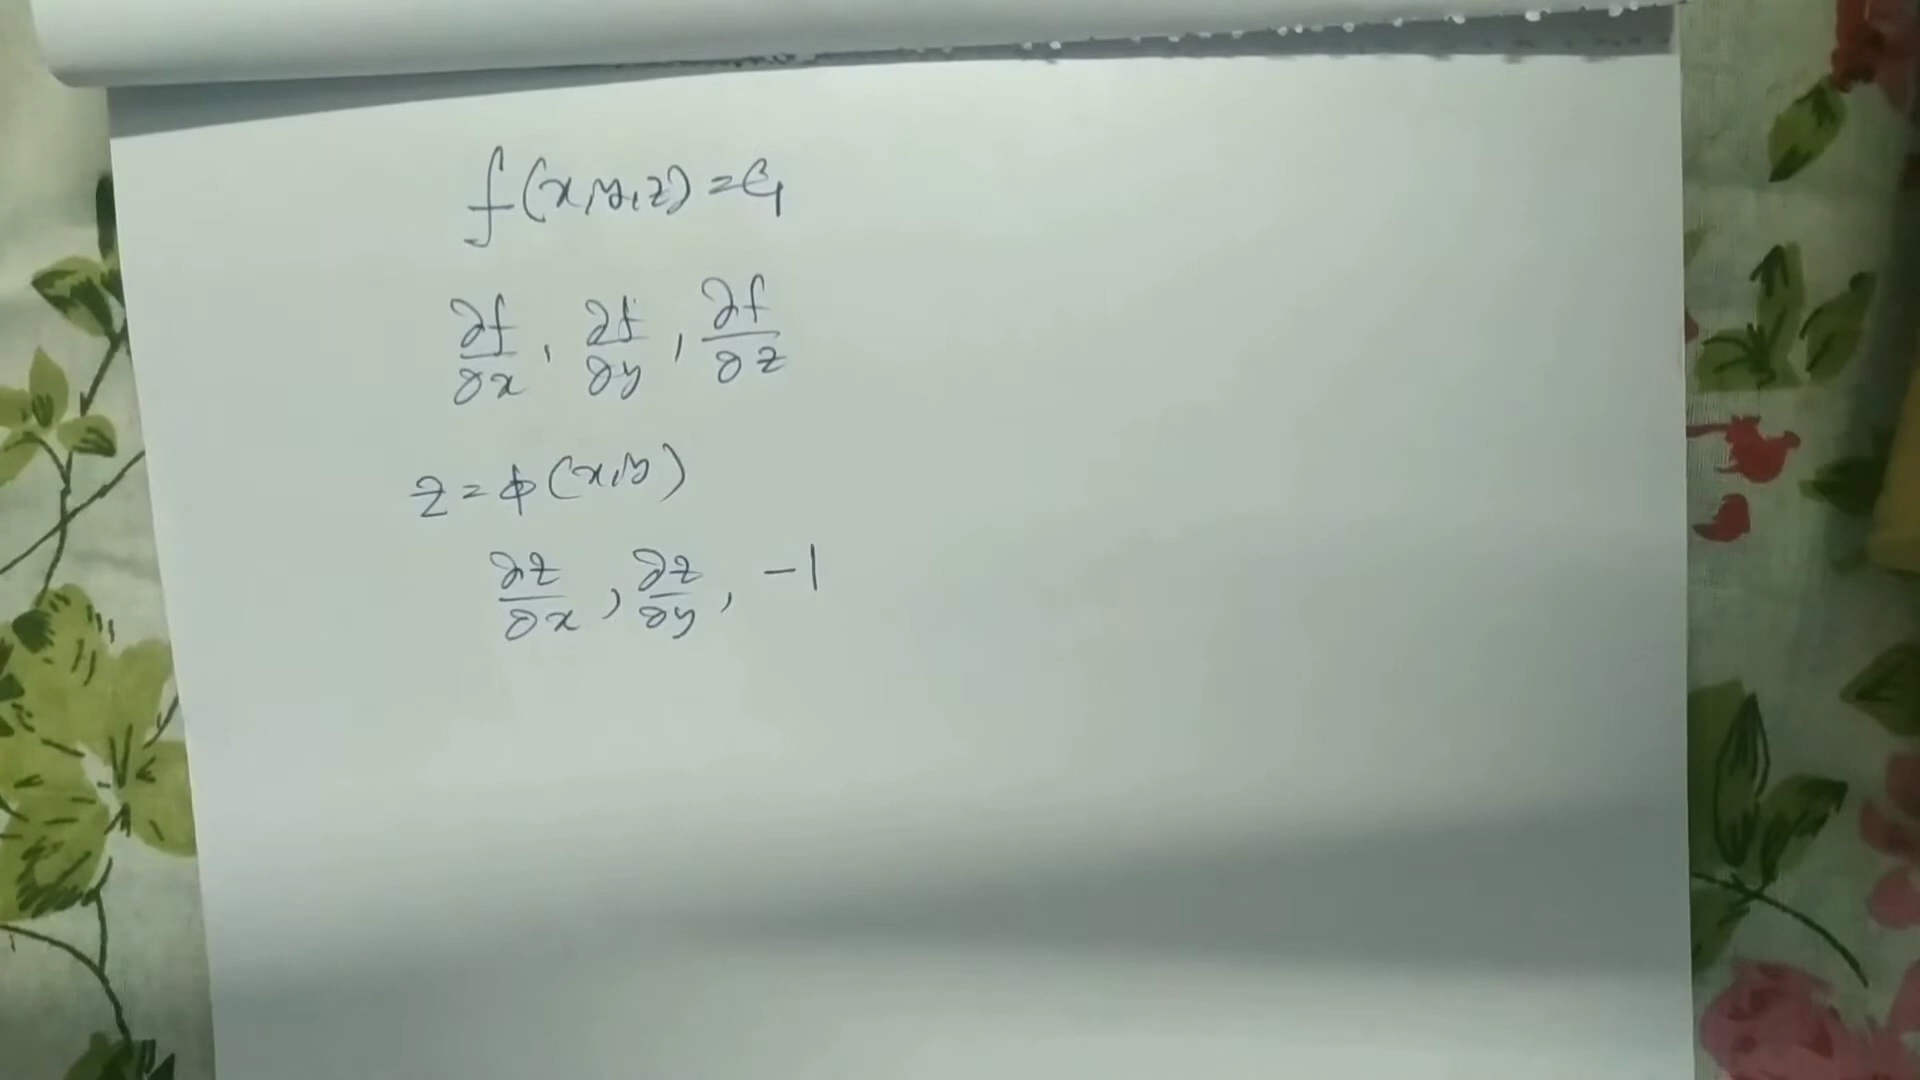 f(x,y,z) = C₁
∂f/∂x, ∂f/∂y, ∂f/∂z
z = ϕ(x,y)
∂z/∂x, ∂z/∂y, -1